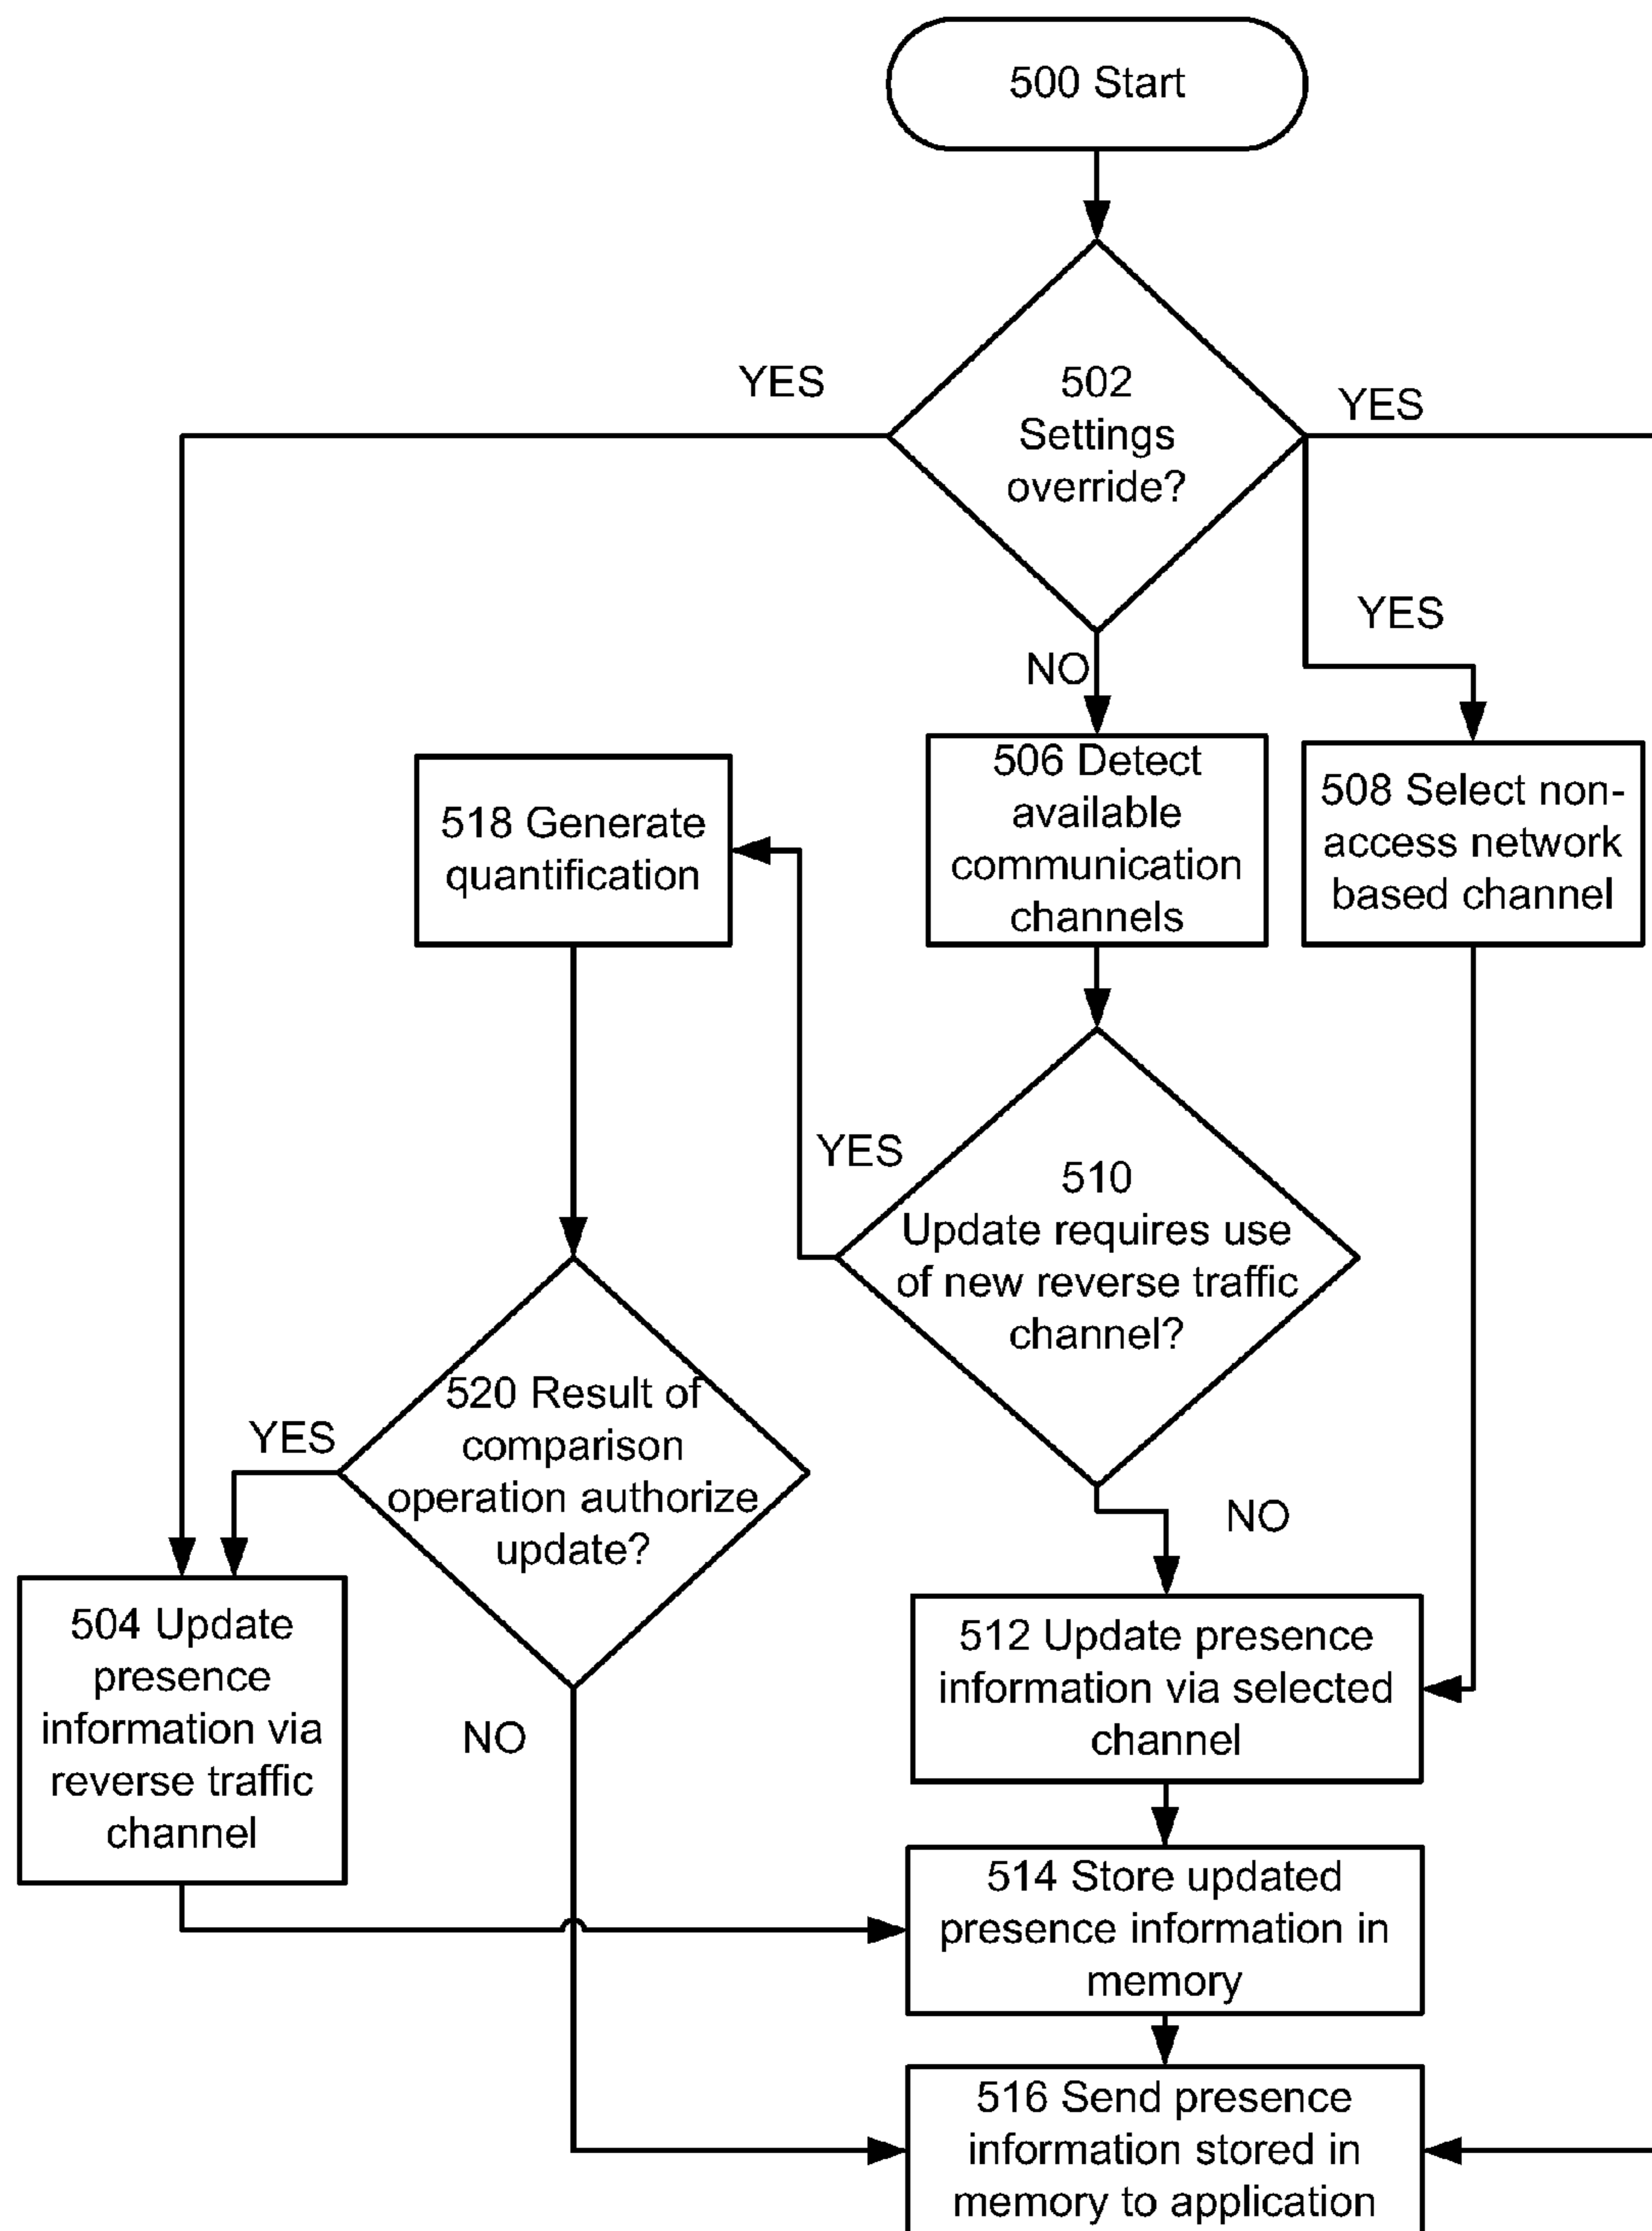 500 Start
YES
502
Settings
override?
YES
YES
NO
518 Generate
quantification
506 Detect
available
communication
channels
508 Select non-
access network
based channel
YES
510
Update requires use
of new reverse traffic
channel?
520 Result of
comparison
operation authorize
update?
YES
NO
504 Update
presence
information via
reverse traffic
channel
NO
512 Update presence
information via selected
channel
514 Store updated
presence information in
memory
516 Send presence
information stored in
memory to application